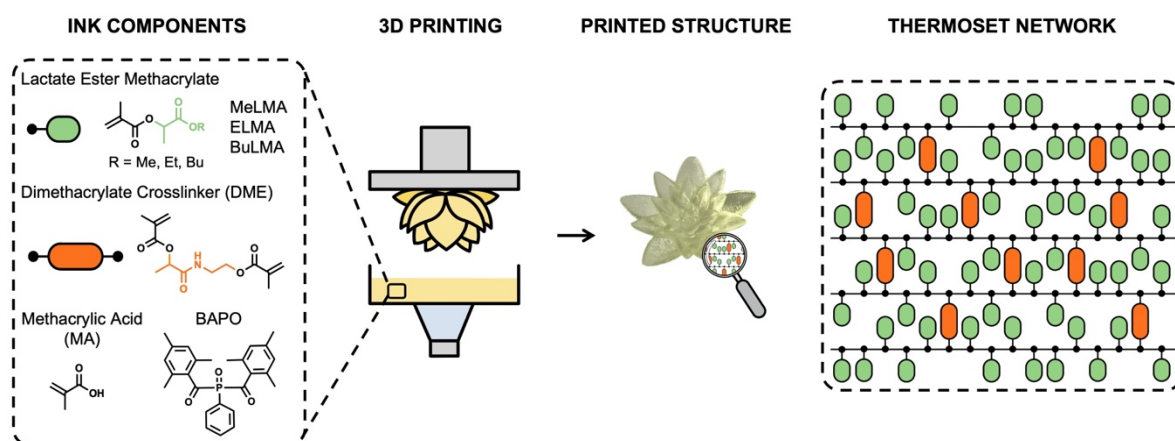 INK COMPONENTS
3D PRINTING
PRINTED STRUCTURE
THERMOSET NETWORK
Lactate Ester Methacrylate
O
O
OR
O
MeLMA
ELMA
BuLMA
R = Me, Et, Bu
Dimethacrylate Crosslinker (DME)
O
O
H
N
O
O
O
Methacrylic Acid
(MA)
BAPO
O
OH
O
P
O
O